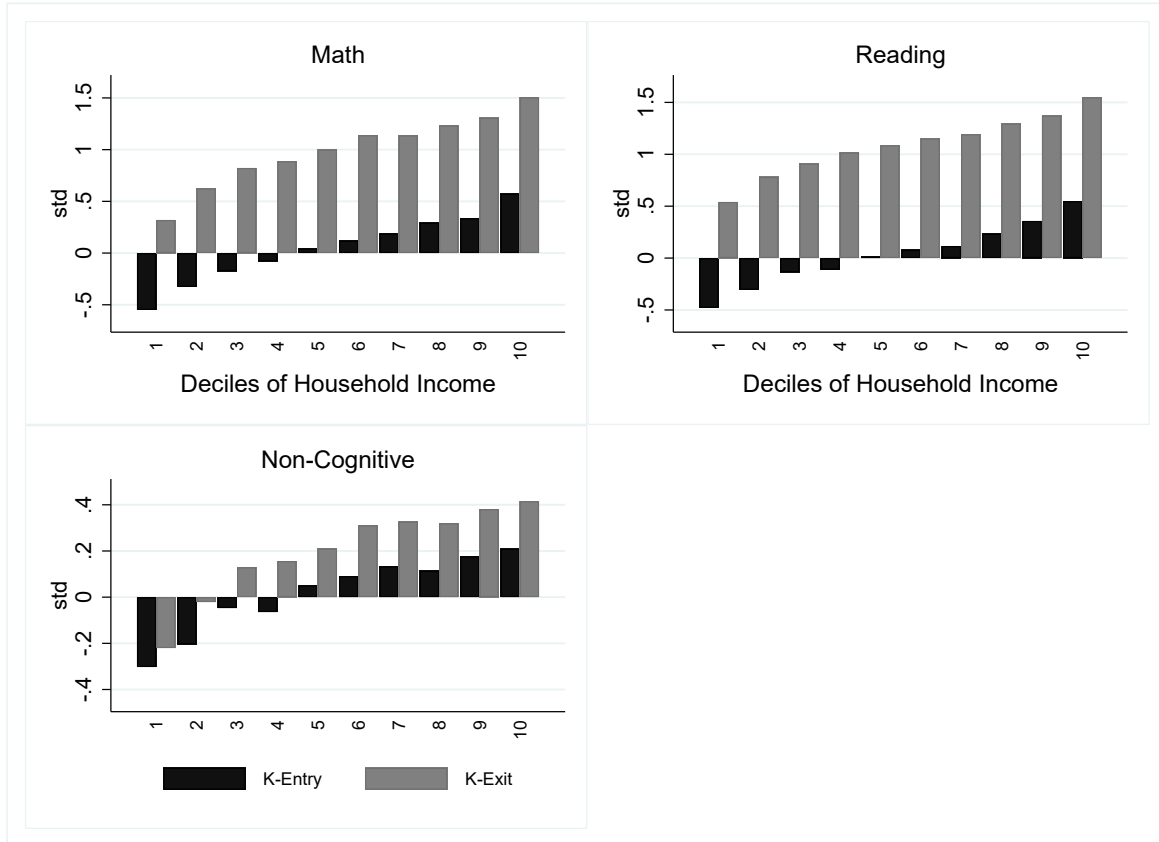 Math
std
1.5
1
.5
0
-.5
1 2 3 4 5 6 7 8 9 10
Deciles of Household Income
Reading
std
1.5
1
.5
0
-.5
1 2 3 4 5 6 7 8 9 10
Deciles of Household Income
Non-Cognitive
std
.4
.2
0
-.2
-.4
1 2 3 4 5 6 7 8 9 10
K-Entry K-Exit